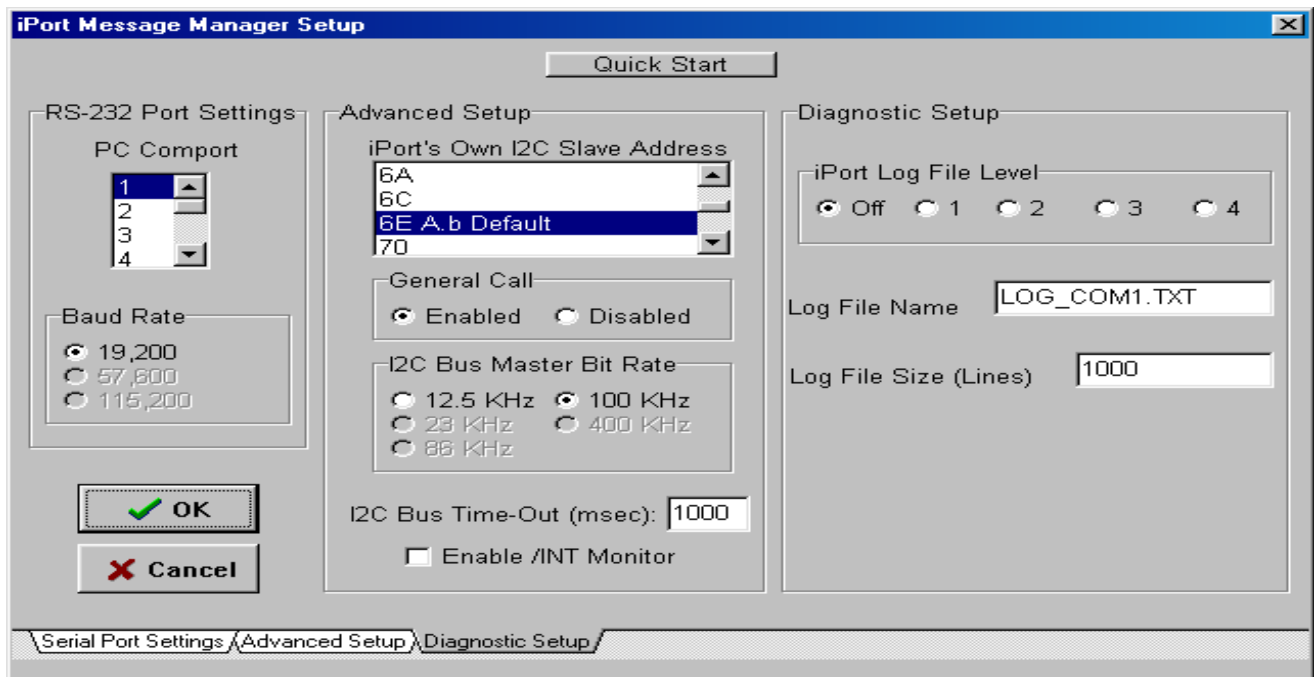 iPort Message Manager Setup
Quick Start
RS-232 Port Settings
PC Comport
1
2
3
4
Baud Rate
19,200
57,600
115,200
OK
Cancel
Advanced Setup
iPort's Own I2C Slave Address
6A
6C
6E A.b Default
70
General Call
Enabled Disabled
I2C Bus Master Bit Rate
12.5 KHz 100 KHz
23 KHz 400 KHz
86 KHz
I2C Bus Time-Out (msec): 1000
Enable /INT Monitor
Diagnostic Setup
iPort Log File Level
Off 1 2 3 4
Log File Name LOG_COM1.TXT
Log File Size (Lines) 1000
Serial Port Settings Advanced Setup Diagnostic Setup